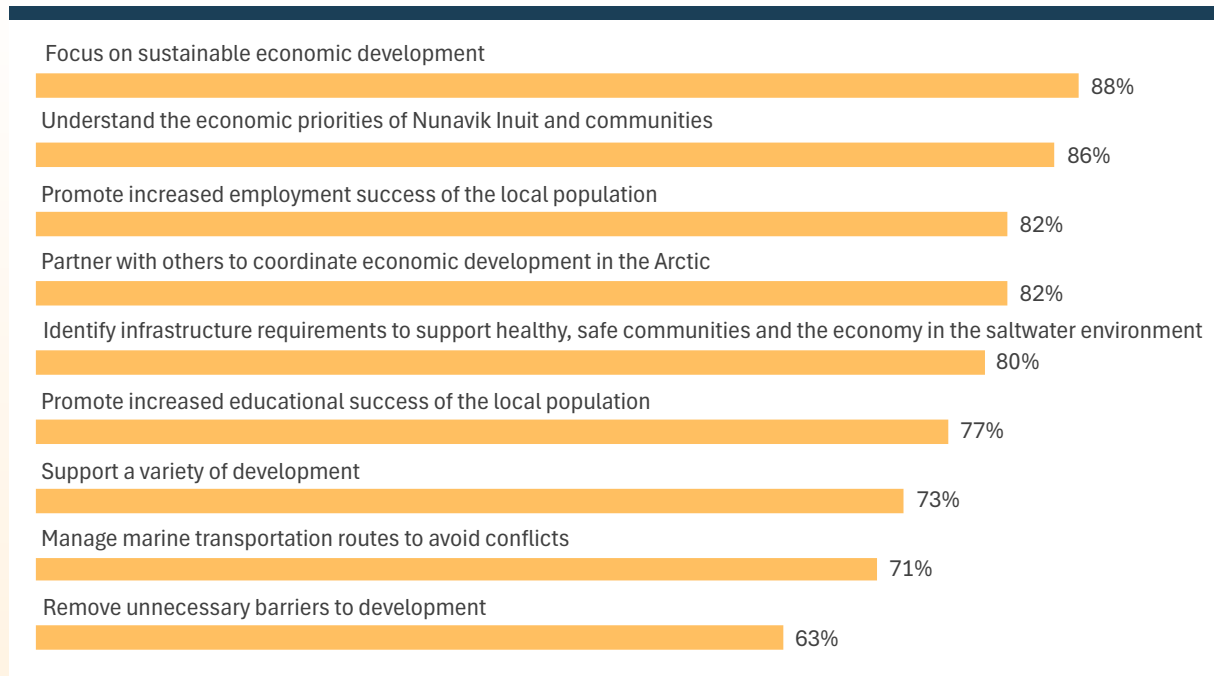 Focus on sustainable economic development
88%
Understand the economic priorities of Nunavik Inuit and communities
86%
Promote increased employment success of the local population
82%
Partner with others to coordinate economic development in the Arctic
82%
Identify infrastructure requirements to support healthy, safe communities and the economy in the saltwater environment
80%
Promote increased educational success of the local population
77%
Support a variety of development
73%
Manage marine transportation routes to avoid conflicts
71%
Remove unnecessary barriers to development
63%